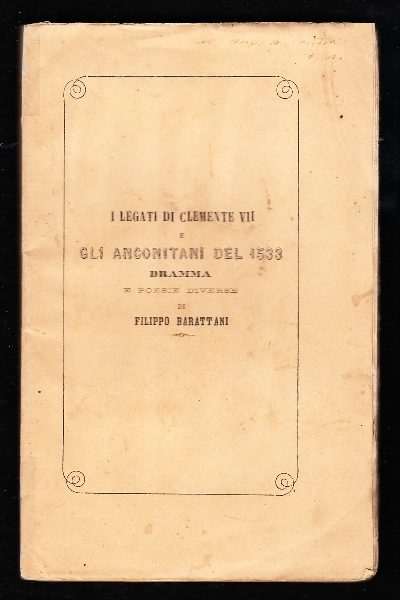 I LEGATI DI CLEMENTE VII
E
GLI ANCONITANI DEL 1533
DRAMMA
E POESIE DIVERSE
DI
FILIPPO BARATTANI